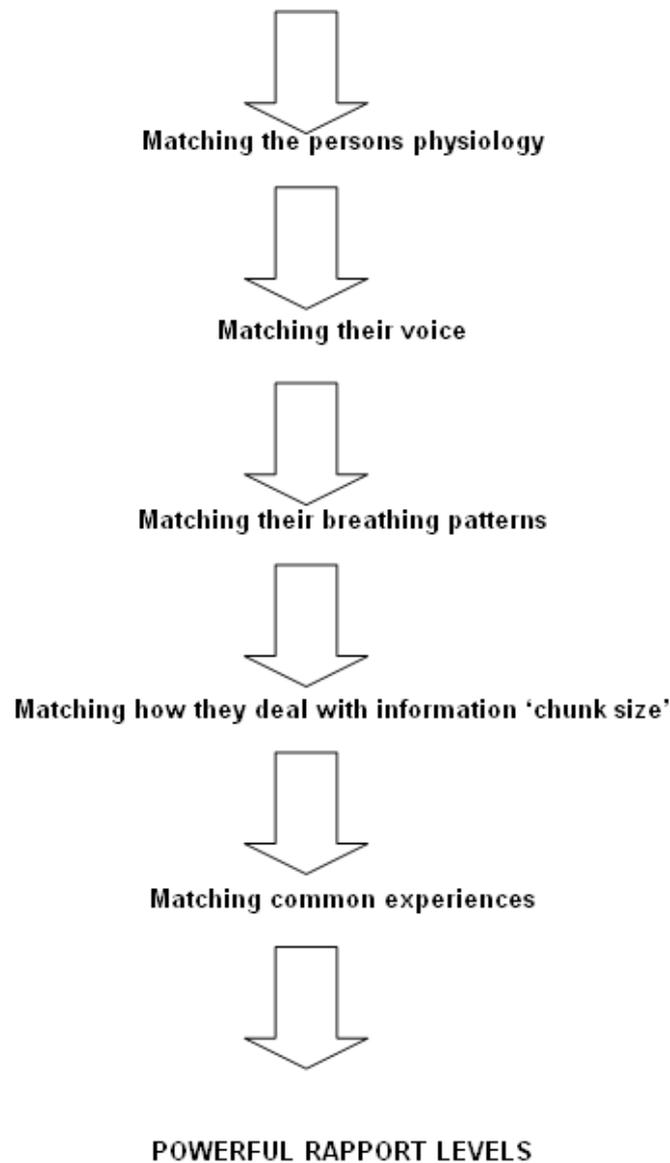 Matching the persons physiology
Matching their voice
Matching their breathing patterns
Matching how they deal with information ‘chunk size’
Matching common experiences
POWERFUL RAPPORT LEVELS